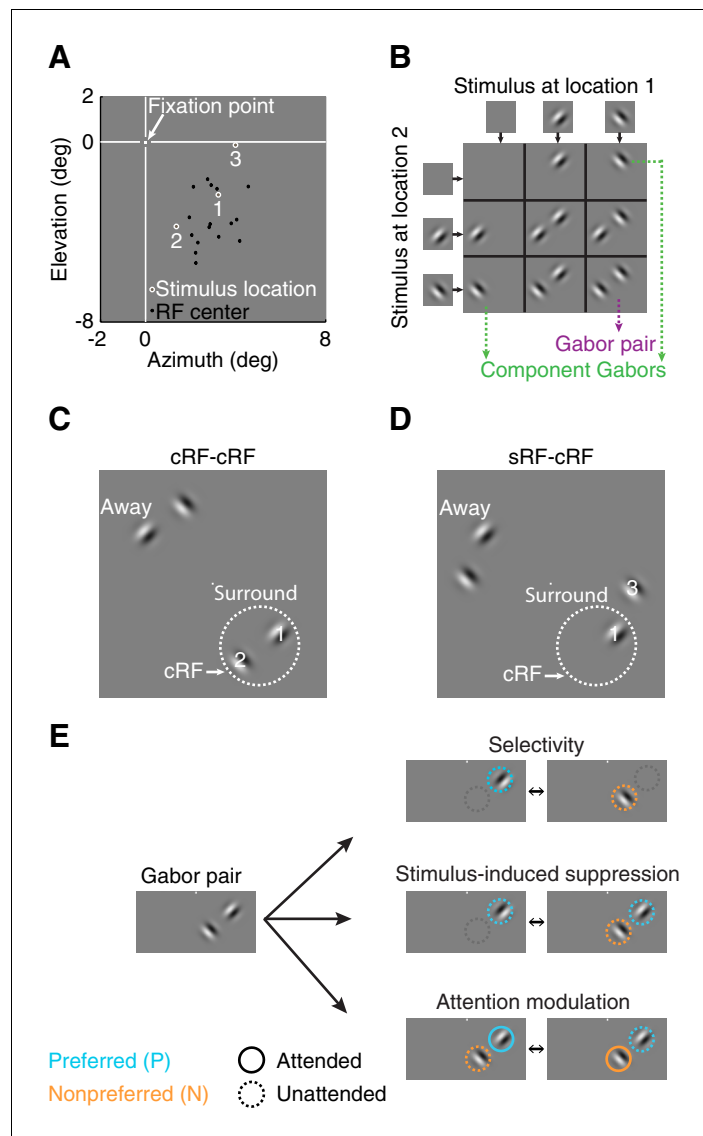 A
2
Fixation point
0
3
1
2
Elevation (deg)
Stimulus location
RF center
-8
-2
0
8
Azimuth (deg)
B
Stimulus at location 1
Stimulus at location 2
Gabor pair
Component Gabors
C
cRF-cRF
Away
Surround
1
2
cRF
D
sRF-cRF
Away
3
Surround
1
cRF
E
Selectivity
Gabor pair
Stimulus-induced suppression
Attention modulation
Preferred (P)
Attended
Nonpreferred (N)
Unattended